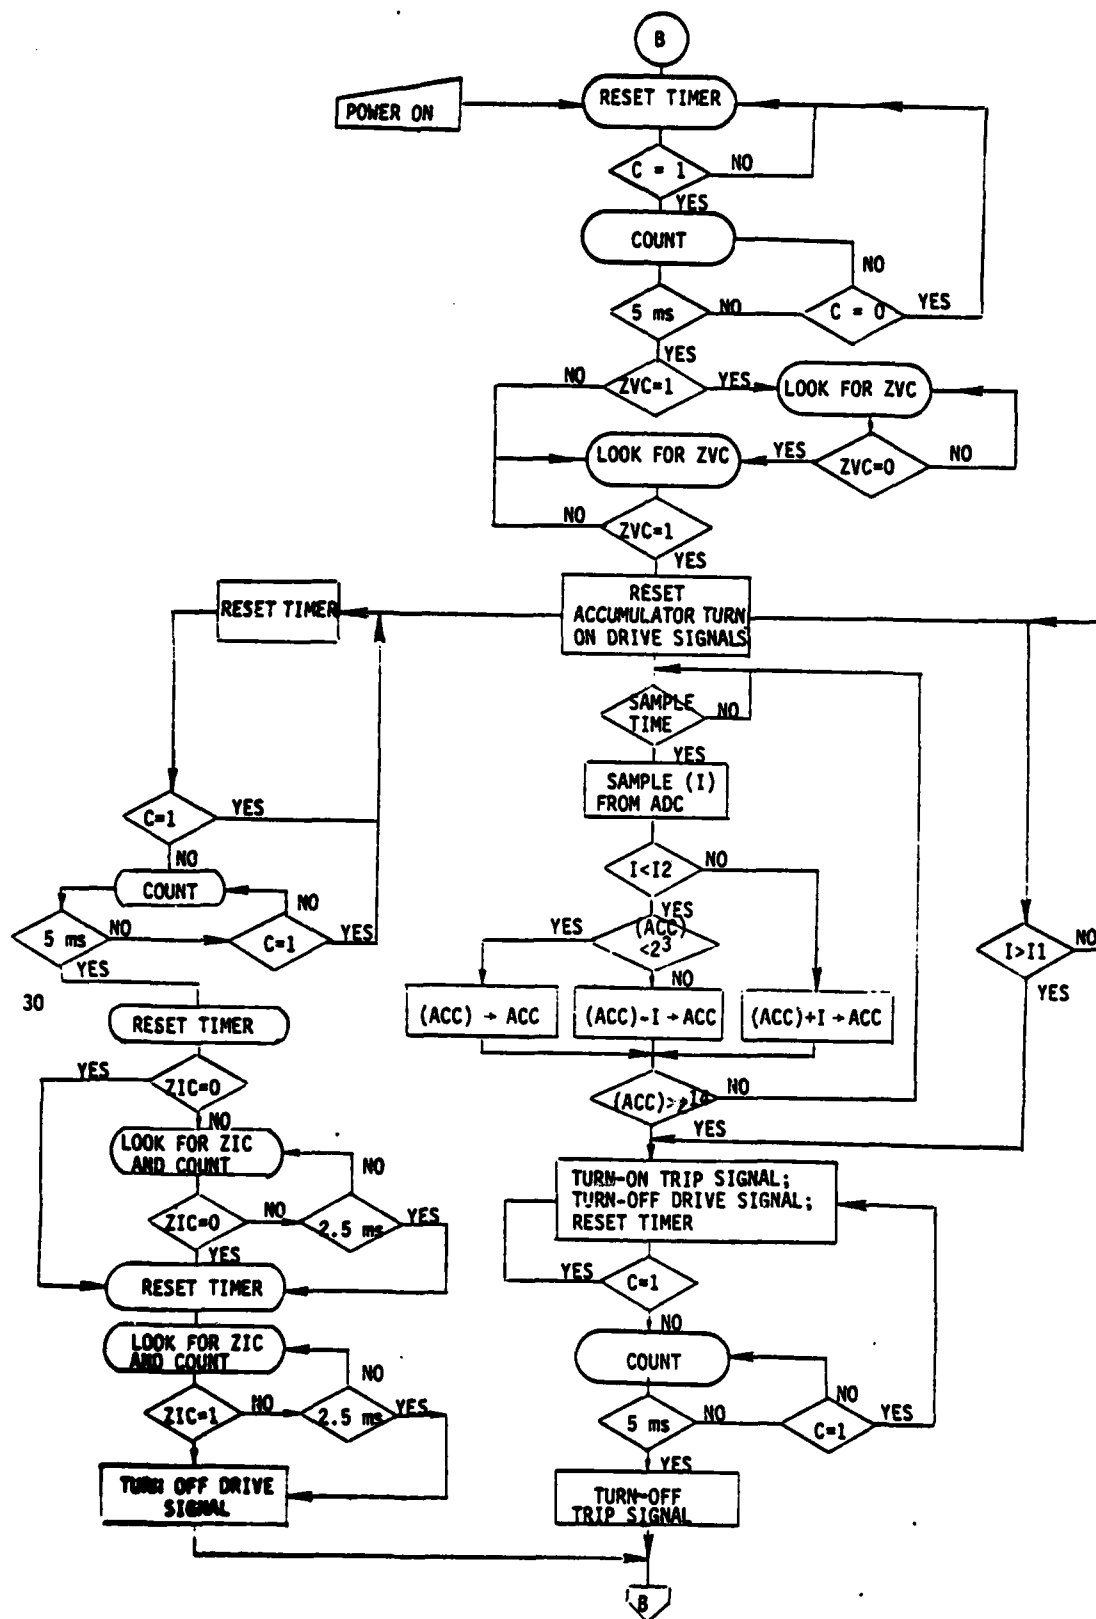 B
RESET TIMER
POWER ON
C = 1
NO
YES
COUNT
NO
5 ms
NO
C = 0
YES
YES
NO
ZVC=1
YES
LOOK FOR ZVC
LOOK FOR ZVC
YES
ZVC=0
NO
NO
ZVC=1
YES
RESET TIMER
RESET
ACCUMULATOR TURN
ON DRIVE SIGNALS
SAMPLE
TIME
NO
YES
SAMPLE (I)
FROM ADC
C=1
YES
NO
I<I2
NO
YES
COUNT
NO
5 ms
NO
C=1
YES
YES
YES
(ACC)
<2³
NO
I>I1
NO
YES
30
RESET TIMER
(ACC) → ACC
(ACC)-I → ACC
(ACC)+I → ACC
YES
ZIC=0
NO
(ACC)>
NO
YES
LOOK FOR ZIC
AND COUNT
NO
ZIC=0
NO
2.5 ms
YES
YES
TURN-ON TRIP SIGNAL;
TURN-OFF DRIVE SIGNAL;
RESET TIMER
RESET TIMER
YES
C=1
NO
LOOK FOR ZIC
AND COUNT
NO
COUNT
NO
ZIC=1
NO
2.5 ms
YES
5 ms
NO
C=1
YES
YES
TURN OFF DRIVE
SIGNAL
TURN-OFF
TRIP SIGNAL
B